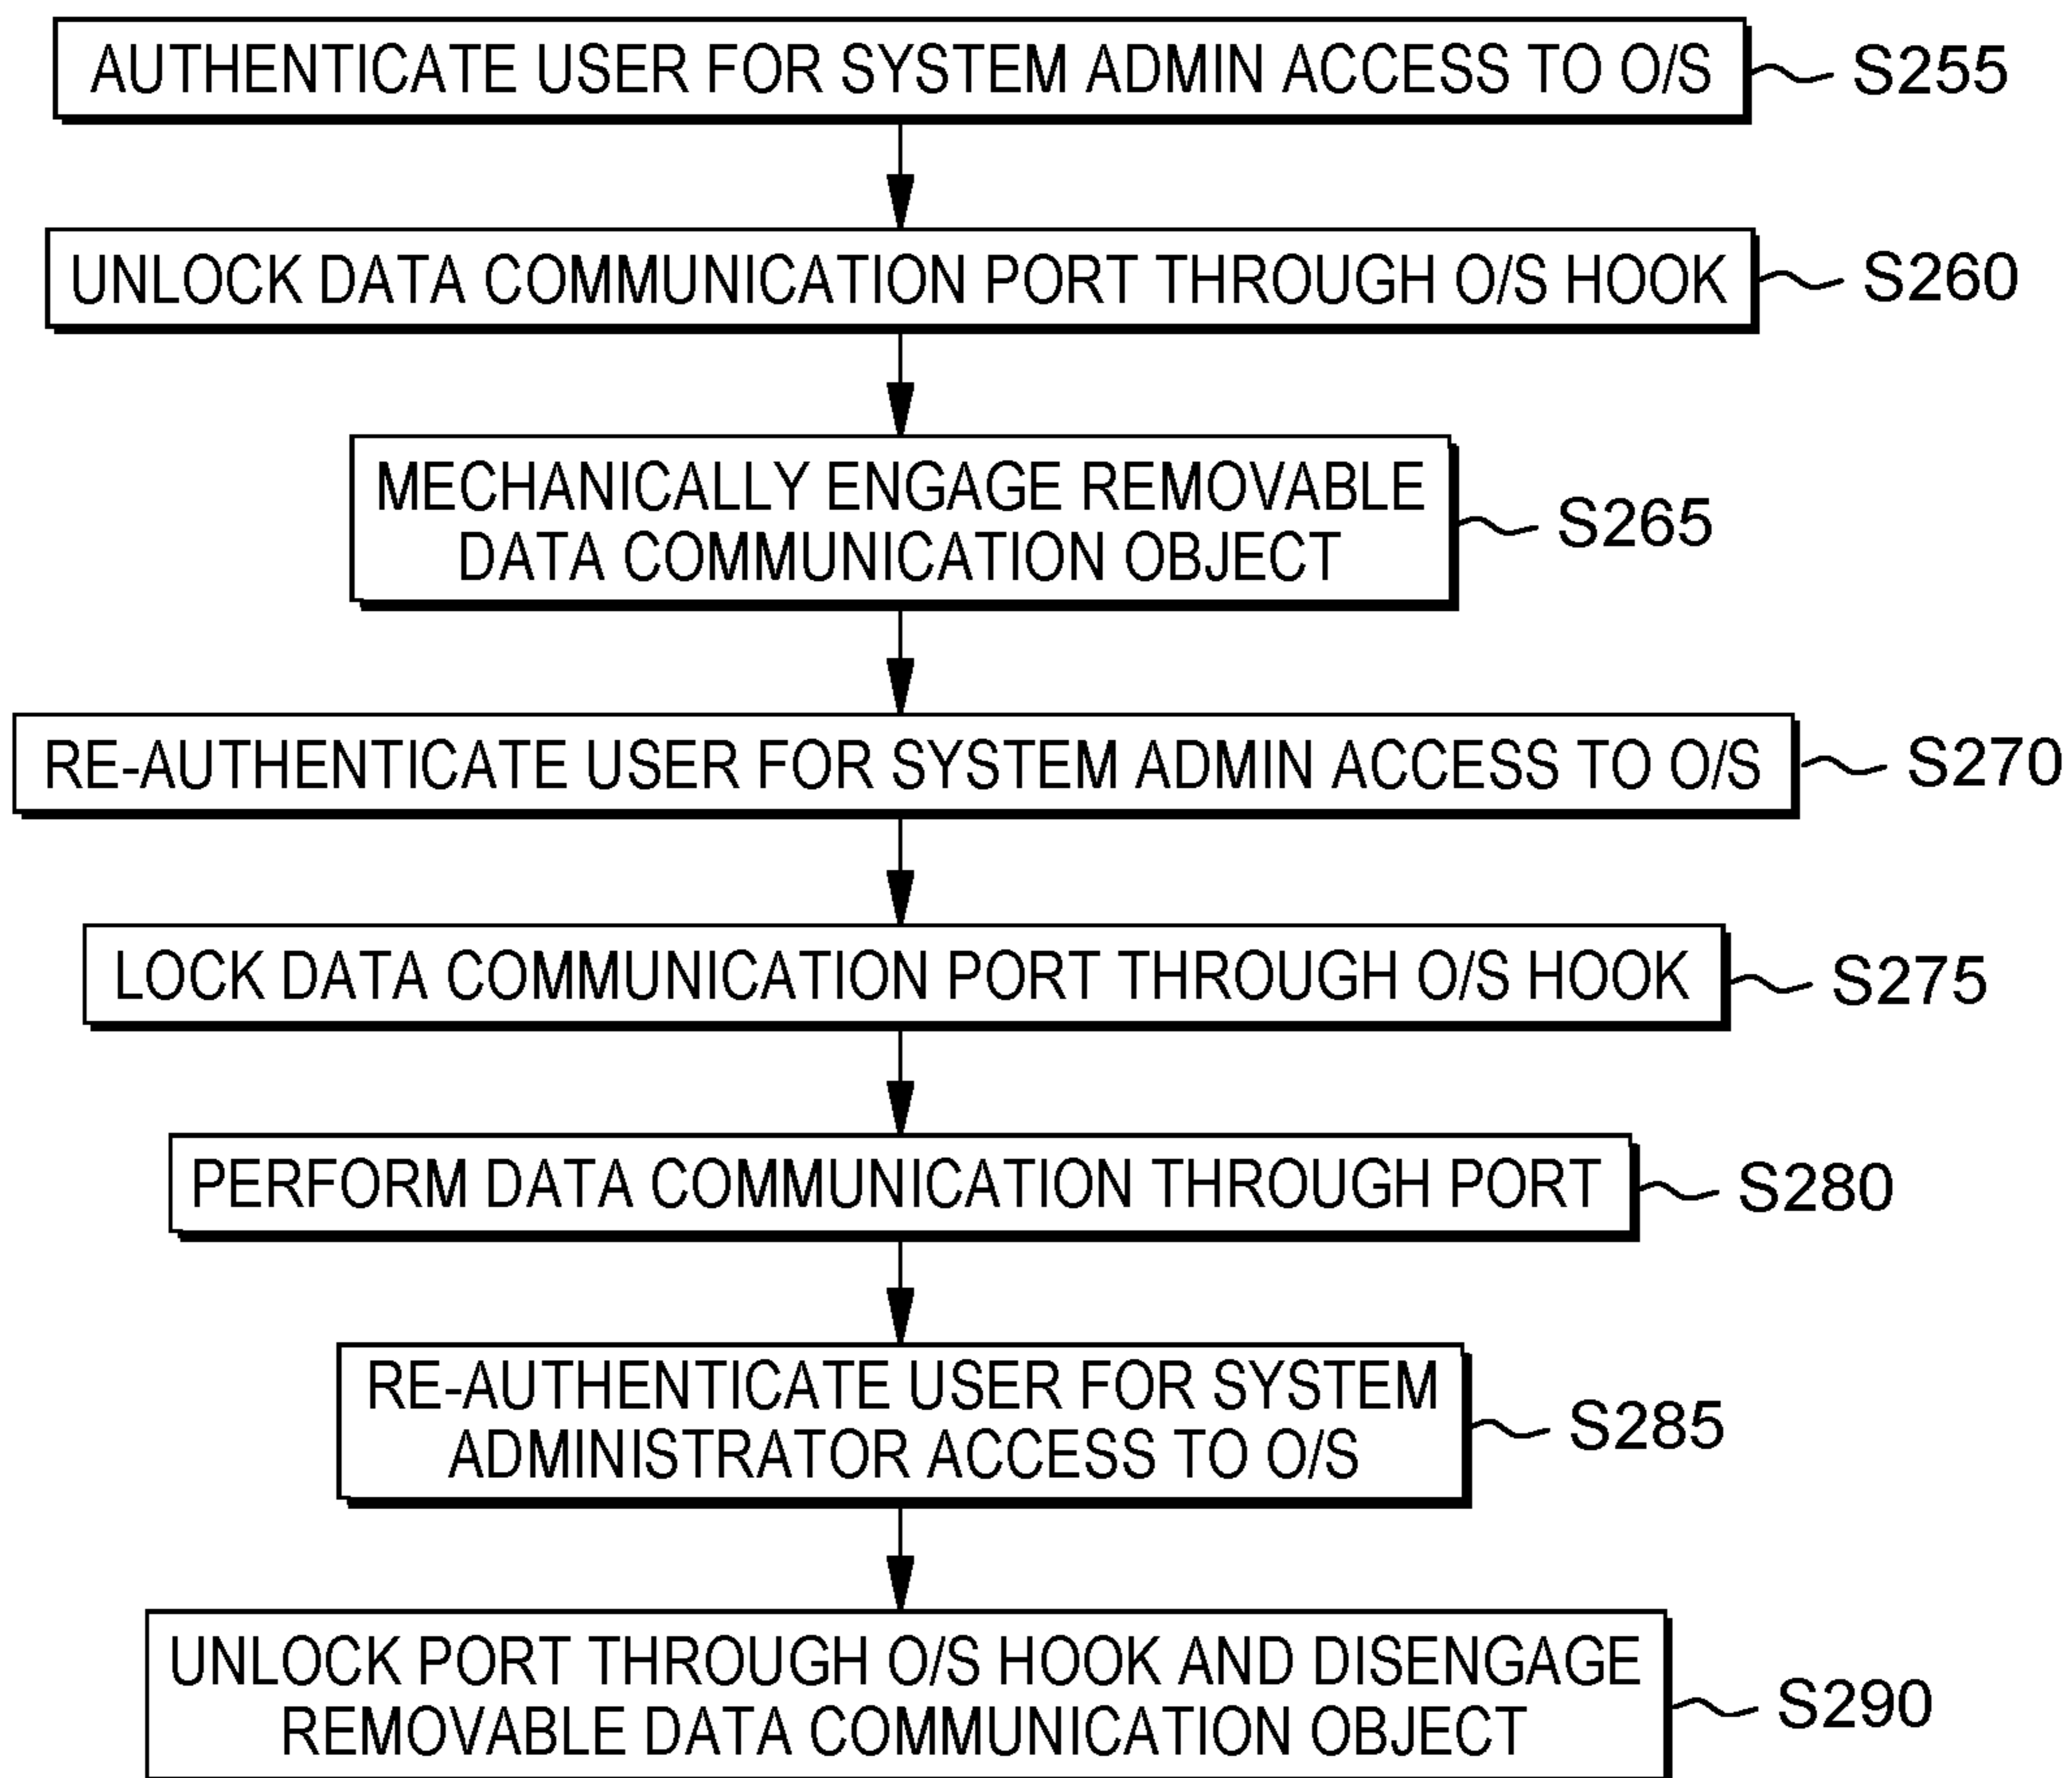 AUTHENTICATE USER FOR SYSTEM ADMIN ACCESS TO O/S
S255
UNLOCK DATA COMMUNICATION PORT THROUGH O/S HOOK
S260
MECHANICALLY ENGAGE REMOVABLE
DATA COMMUNICATION OBJECT
S265
RE-AUTHENTICATE USER FOR SYSTEM ADMIN ACCESS TO O/S
S270
LOCK DATA COMMUNICATION PORT THROUGH O/S HOOK
S275
PERFORM DATA COMMUNICATION THROUGH PORT
S280
RE-AUTHENTICATE USER FOR SYSTEM
ADMINISTRATOR ACCESS TO O/S
S285
UNLOCK PORT THROUGH O/S HOOK AND DISENGAGE
REMOVABLE DATA COMMUNICATION OBJECT
S290